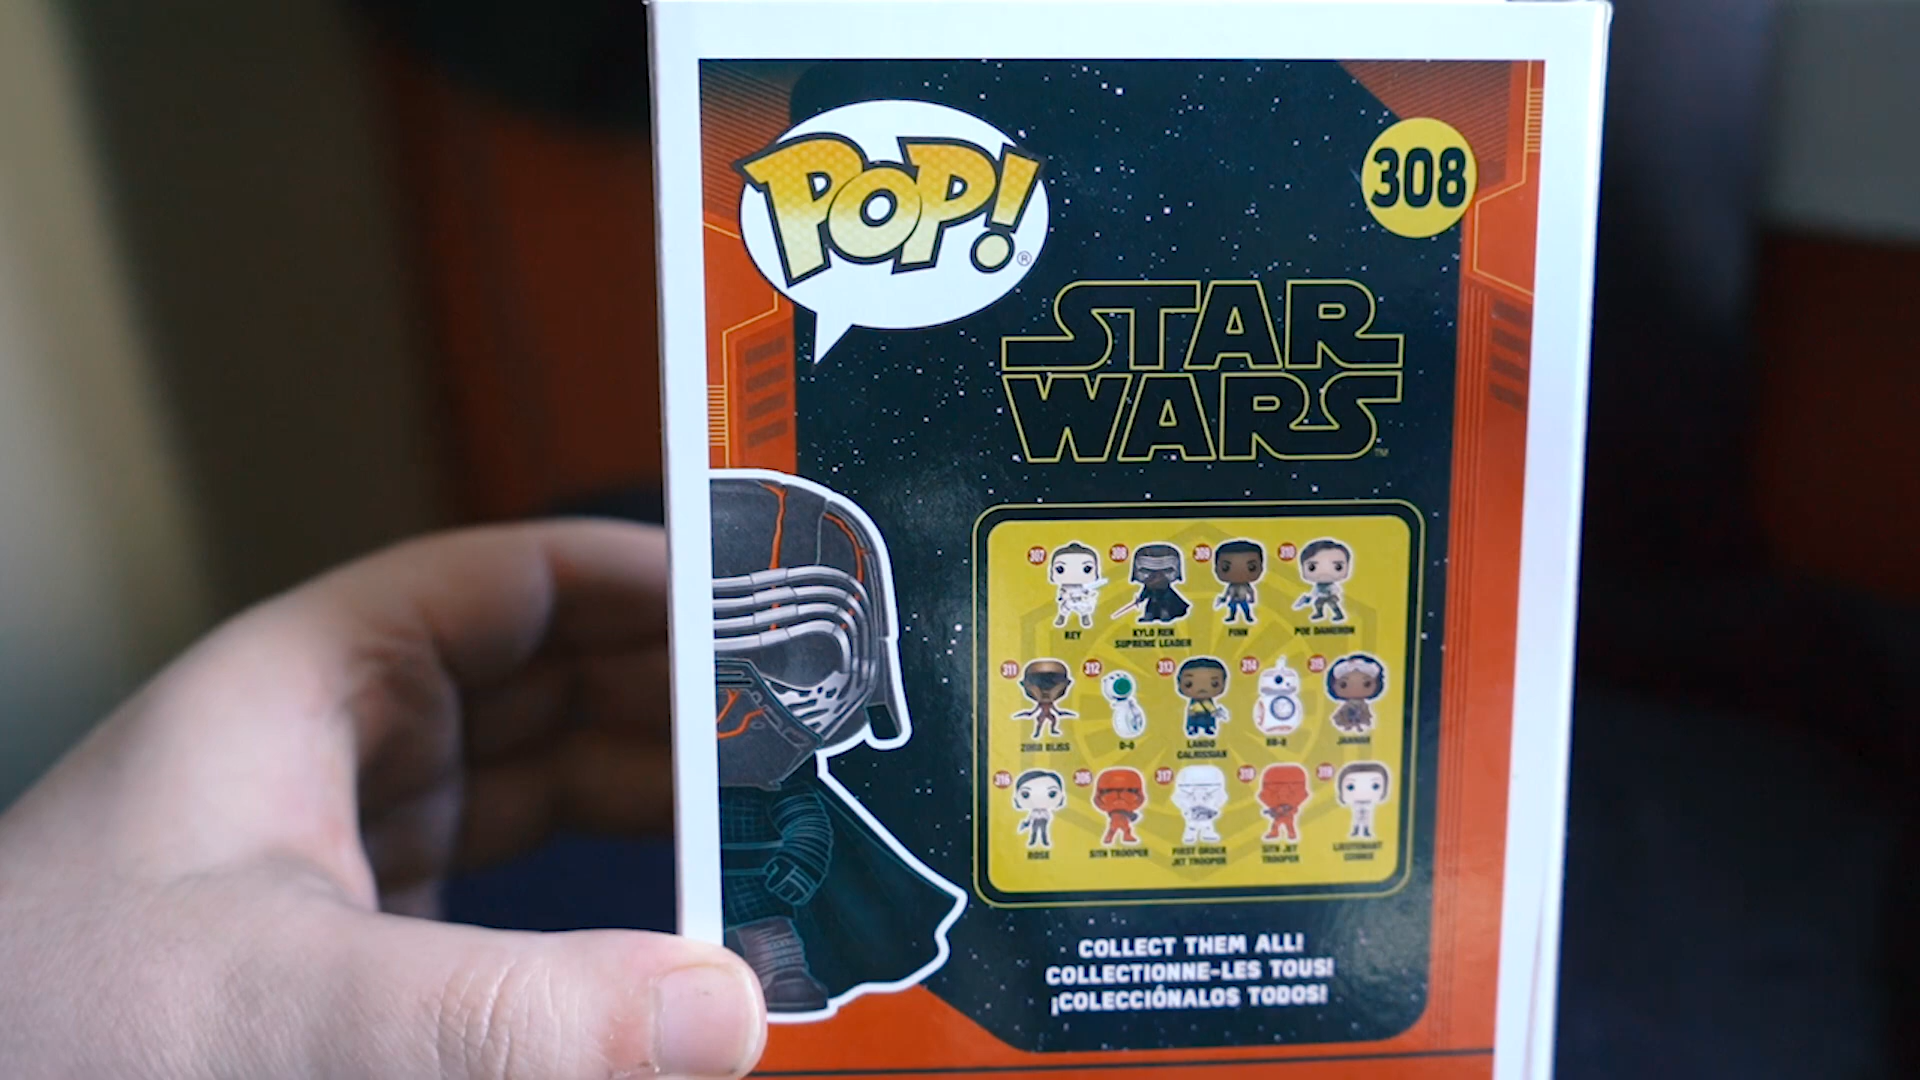 POP!®
308
STAR
WARS™
307 308 309 310
REY KYLO REN FINN POE DAMERON
SUPREME LEADER
311 312 313 314 315
ZORII BLISS D-O LANDO BB-8 JANNAH
CALRISSIAN
316 306 317 318 319
ROSE SITH TROOPER FIRST ORDER SITH JET LIEUTENANT
JET TROOPER TROOPER
COLLECT THEM ALL!
COLLECTIONNE-LES TOUS!
¡COLECCIÓNALOS TODOS!